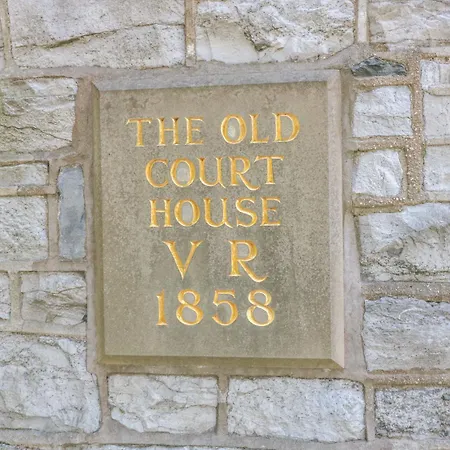 THE OLD
COURT
HOUSE
V R
1858